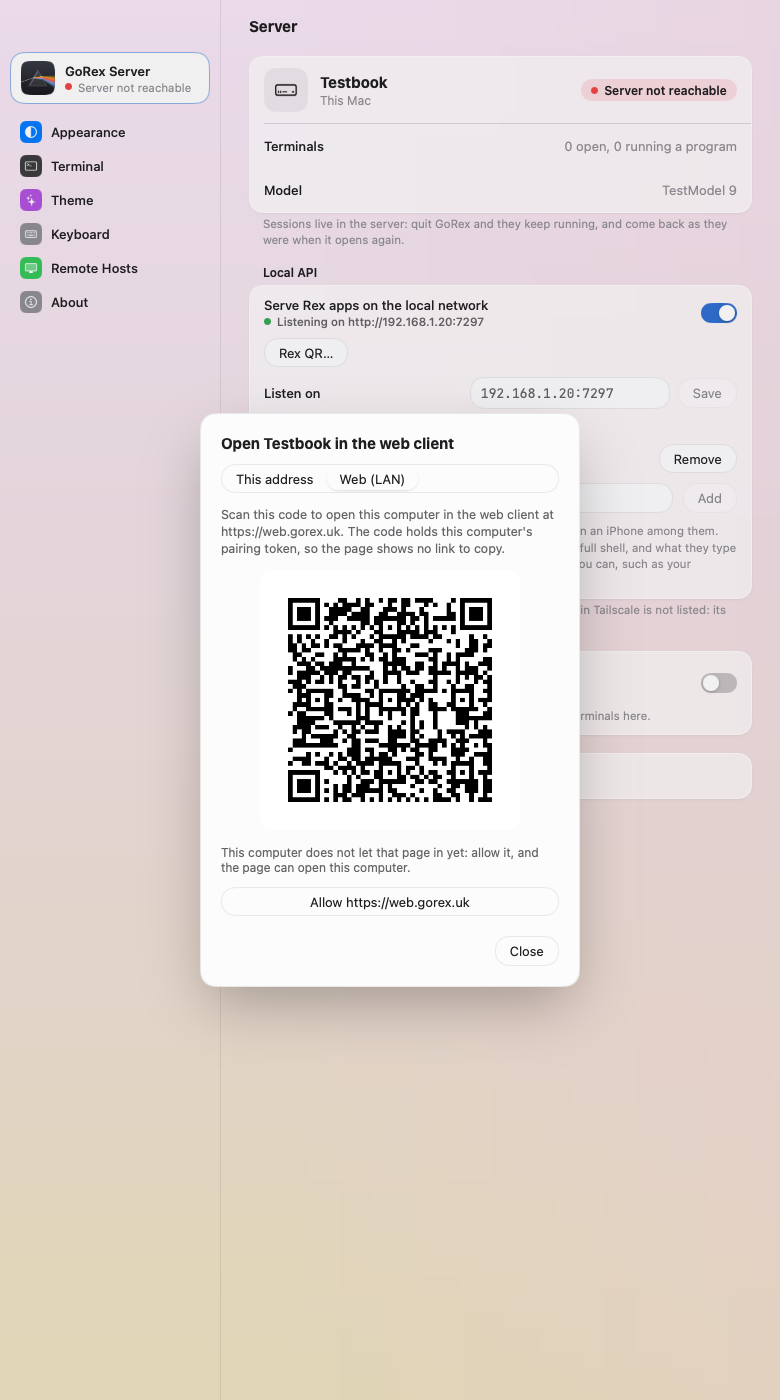 Server
GoRex Server
Server not reachable
Appearance
Terminal
Theme
Keyboard
Remote Hosts
About
Testbook
This Mac
Server not reachable
Terminals
0 open, 0 running a program
Model
TestModel 9
Sessions live in the server: quit GoRex and they keep running, and come back as they
were when it opens again.
Local API
Serve Rex apps on the local network
Listening on http://192.168.1.20:7297
Rex QR...
Listen on
192.168.1.20:7297
Save
Remove
Add
n an iPhone among them.
full shell, and what they type
ou can, such as your
in Tailscale is not listed: its
rminals here.
Open Testbook in the web client
This address
Web (LAN)
Scan this code to open this computer in the web client at
https://web.gorex.uk. The code holds this computer's
pairing token, so the page shows no link to copy.
This computer does not let that page in yet: allow it, and
the page can open this computer.
Allow https://web.gorex.uk
Close